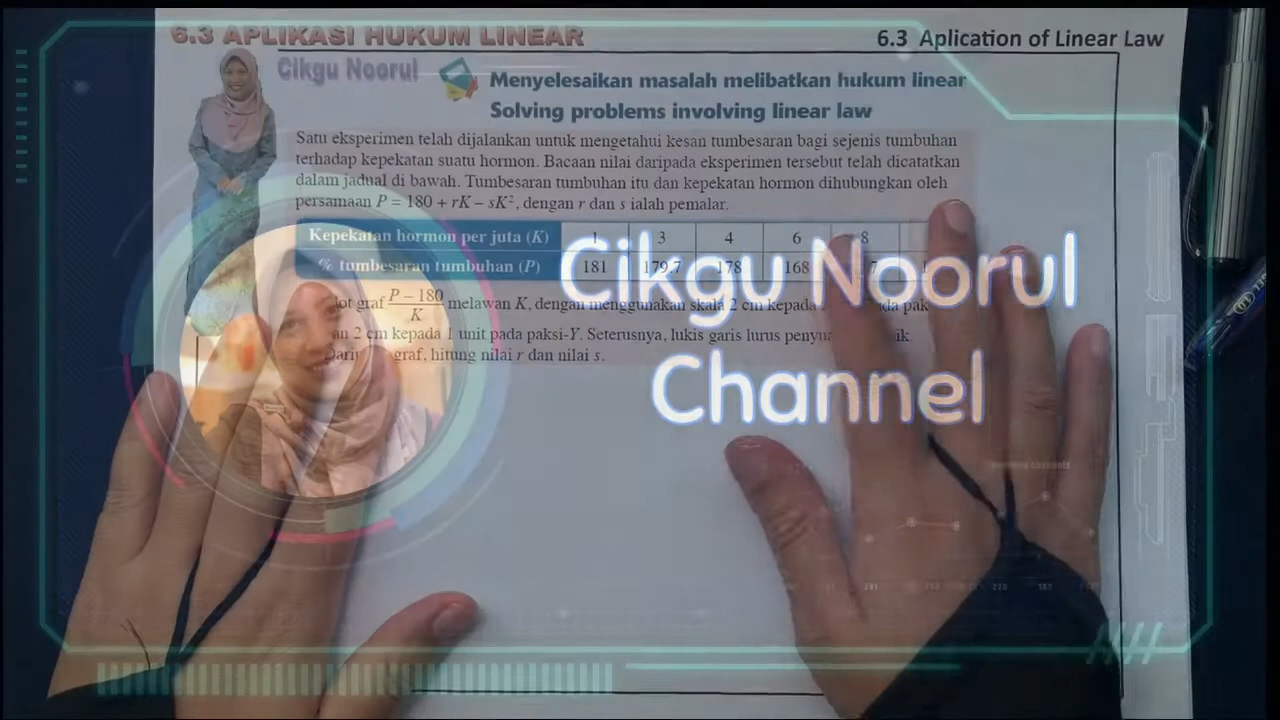 6.3 APLIKASI HUKUM LINEAR
6.3 Aplication of Linear Law
Cikgu Noorul
Menyelesaikan masalah melibatkan hukum linear
Solving problems involving linear law
Satu eksperimen telah dijalankan untuk mengetahui kesan tumbesaran bagi sejenis tumbuhan
terhadap kepekatan suatu hormon. Bacaan nilai daripada eksperimen tersebut telah dicatatkan
dalam jadual di bawah. Tumbesaran tumbuhan itu dan kepekatan hormon dihubungkan oleh
persamaan P = 180 + rK – sK², dengan r dan s ialah pemalar.
Kepekatan hormon per juta (K) 1 3 4 6 8
% tumbesaran tumbuhan (P) 181 179.7 178 168
graf (P – 180)/K melawan K, dengan menggunakan skala 2 cm kepada
2 cm kepada 1 unit pada paksi-Y. Seterusnya, lukis garis lurus
graf, hitung nilai r dan nilai s.
Cikgu Noorul
Channel